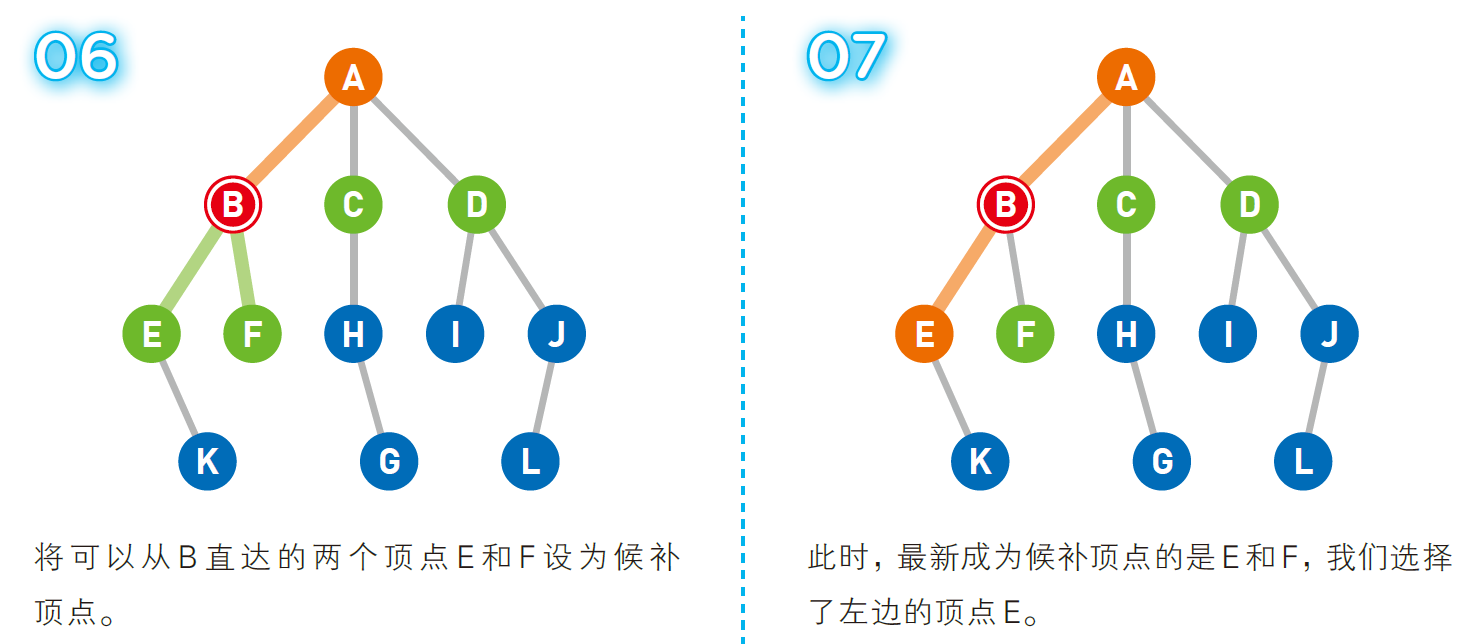 06
A
B
C
D
E
F
H
I
J
K
G
L
将可以从B直达的两个顶点E和F设为候补
顶点。
07
A
B
C
D
E
F
H
I
J
K
G
L
此时，最新成为候补顶点的是E和F，我们选择
了左边的顶点E。